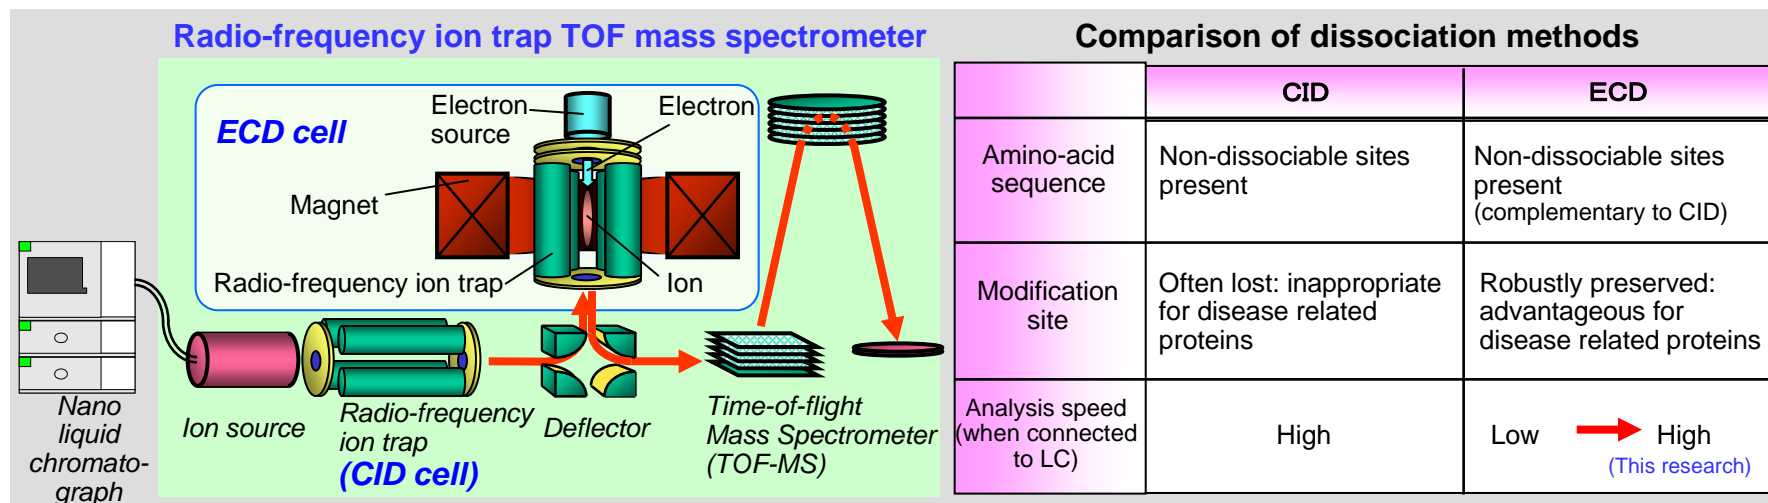 Radio-frequency ion trap TOF mass spectrometer
ECD cell
Electron
source
Electron
Magnet
Radio-frequency ion trap
Ion
Nano
liquid
chromato-
graph
Ion source
Radio-frequency
ion trap
(CID cell)
Deflector
Time-of-flight
Mass Spectrometer
(TOF-MS)
Comparison of dissociation methods
CID
ECD
Amino-acid
sequence
Non-dissociable sites
present
Non-dissociable sites
present
(complementary to CID)
Modification
site
Often lost: inappropriate
for disease related
proteins
Robustly preserved:
advantageous for
disease related proteins
Analysis speed
(when connected
to LC)
High
Low
High
(This research)